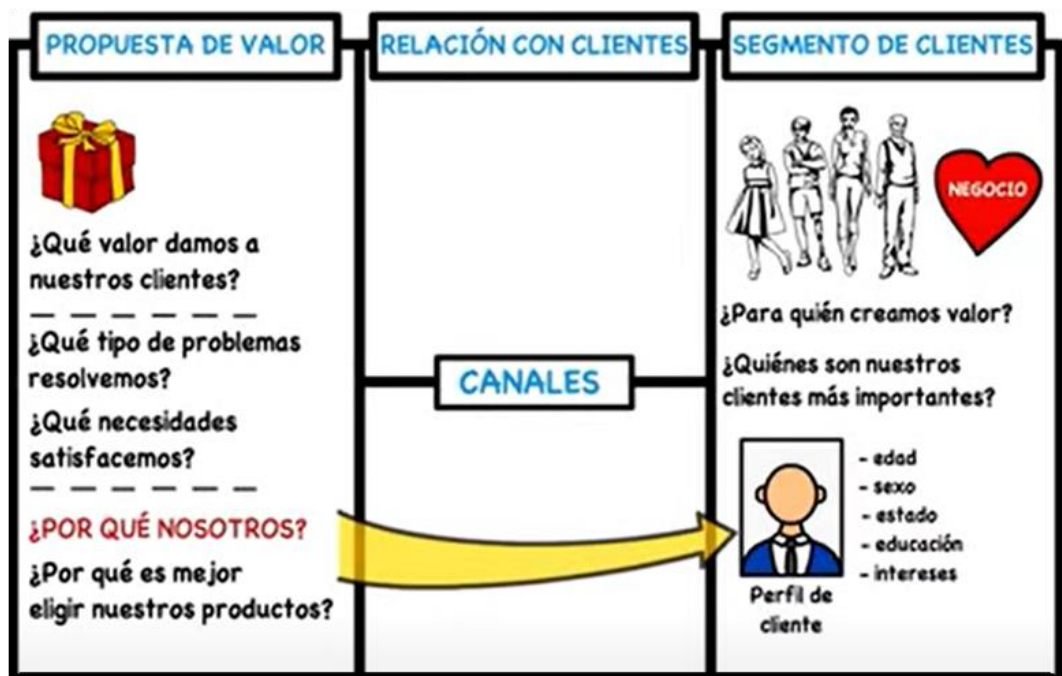 PROPUESTA DE VALOR
¿Qué valor damos a
nuestros clientes?
¿Qué tipo de problemas
resolvemos?
¿Qué necesidades
satisfacemos?
¿POR QUÉ NOSOTROS?
¿Por qué es mejor
eligir nuestros productos?
RELACIÓN CON CLIENTES
CANALES
SEGMENTO DE CLIENTES
NEGOCIO
¿Para quién creamos valor?
¿Quiénes son nuestros
clientes más importantes?
- edad
- sexo
- estado
- educación
- intereses
Perfil de
cliente